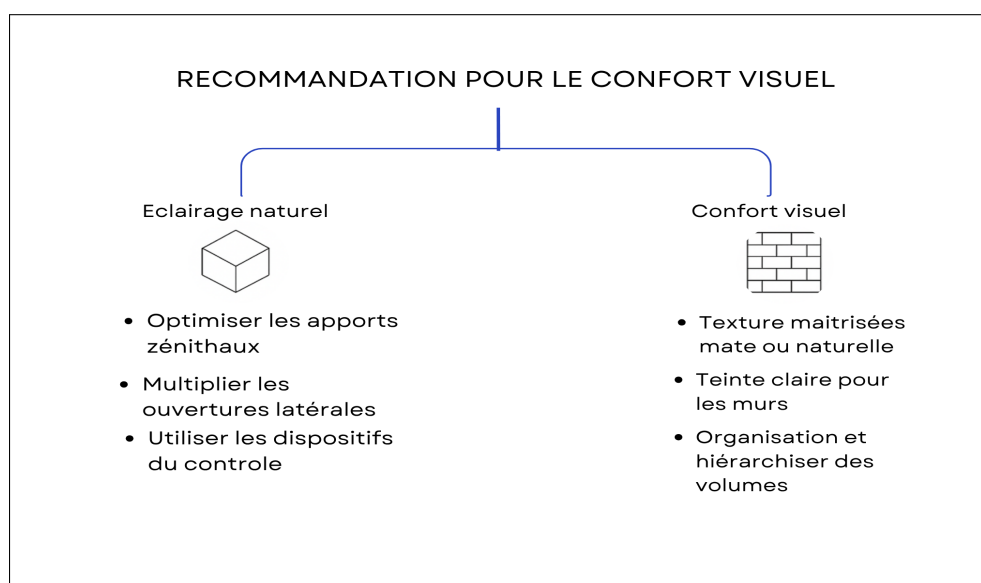 RECOMMANDATION POUR LE CONFORT VISUEL
Eclairage naturel
• Optimiser les apports
zénithaux
• Multiplier les
ouvertures latérales
• Utiliser les dispositifs
du controle
Confort visuel
• Texture maitrisées
mate ou naturelle
• Teinte claire pour
les murs
• Organisation et
hiérarchiser des
volumes